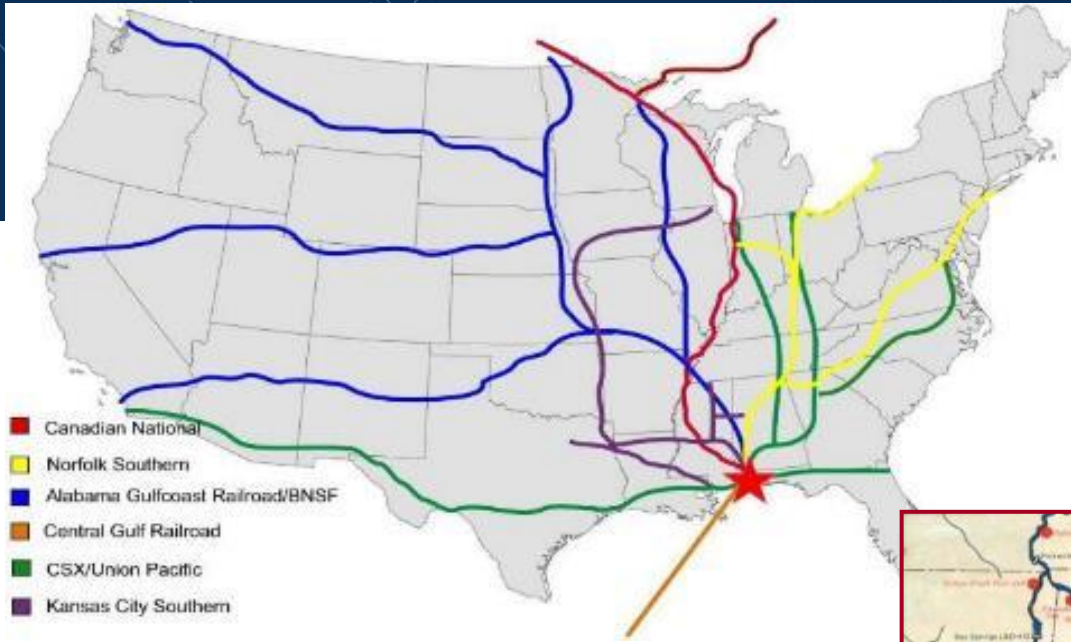 Canadian National
Norfolk Southern
Alabama Gulfcoast Railroad/BNSF
Central Gulf Railroad
CSX/Union Pacific
Kansas City Southern